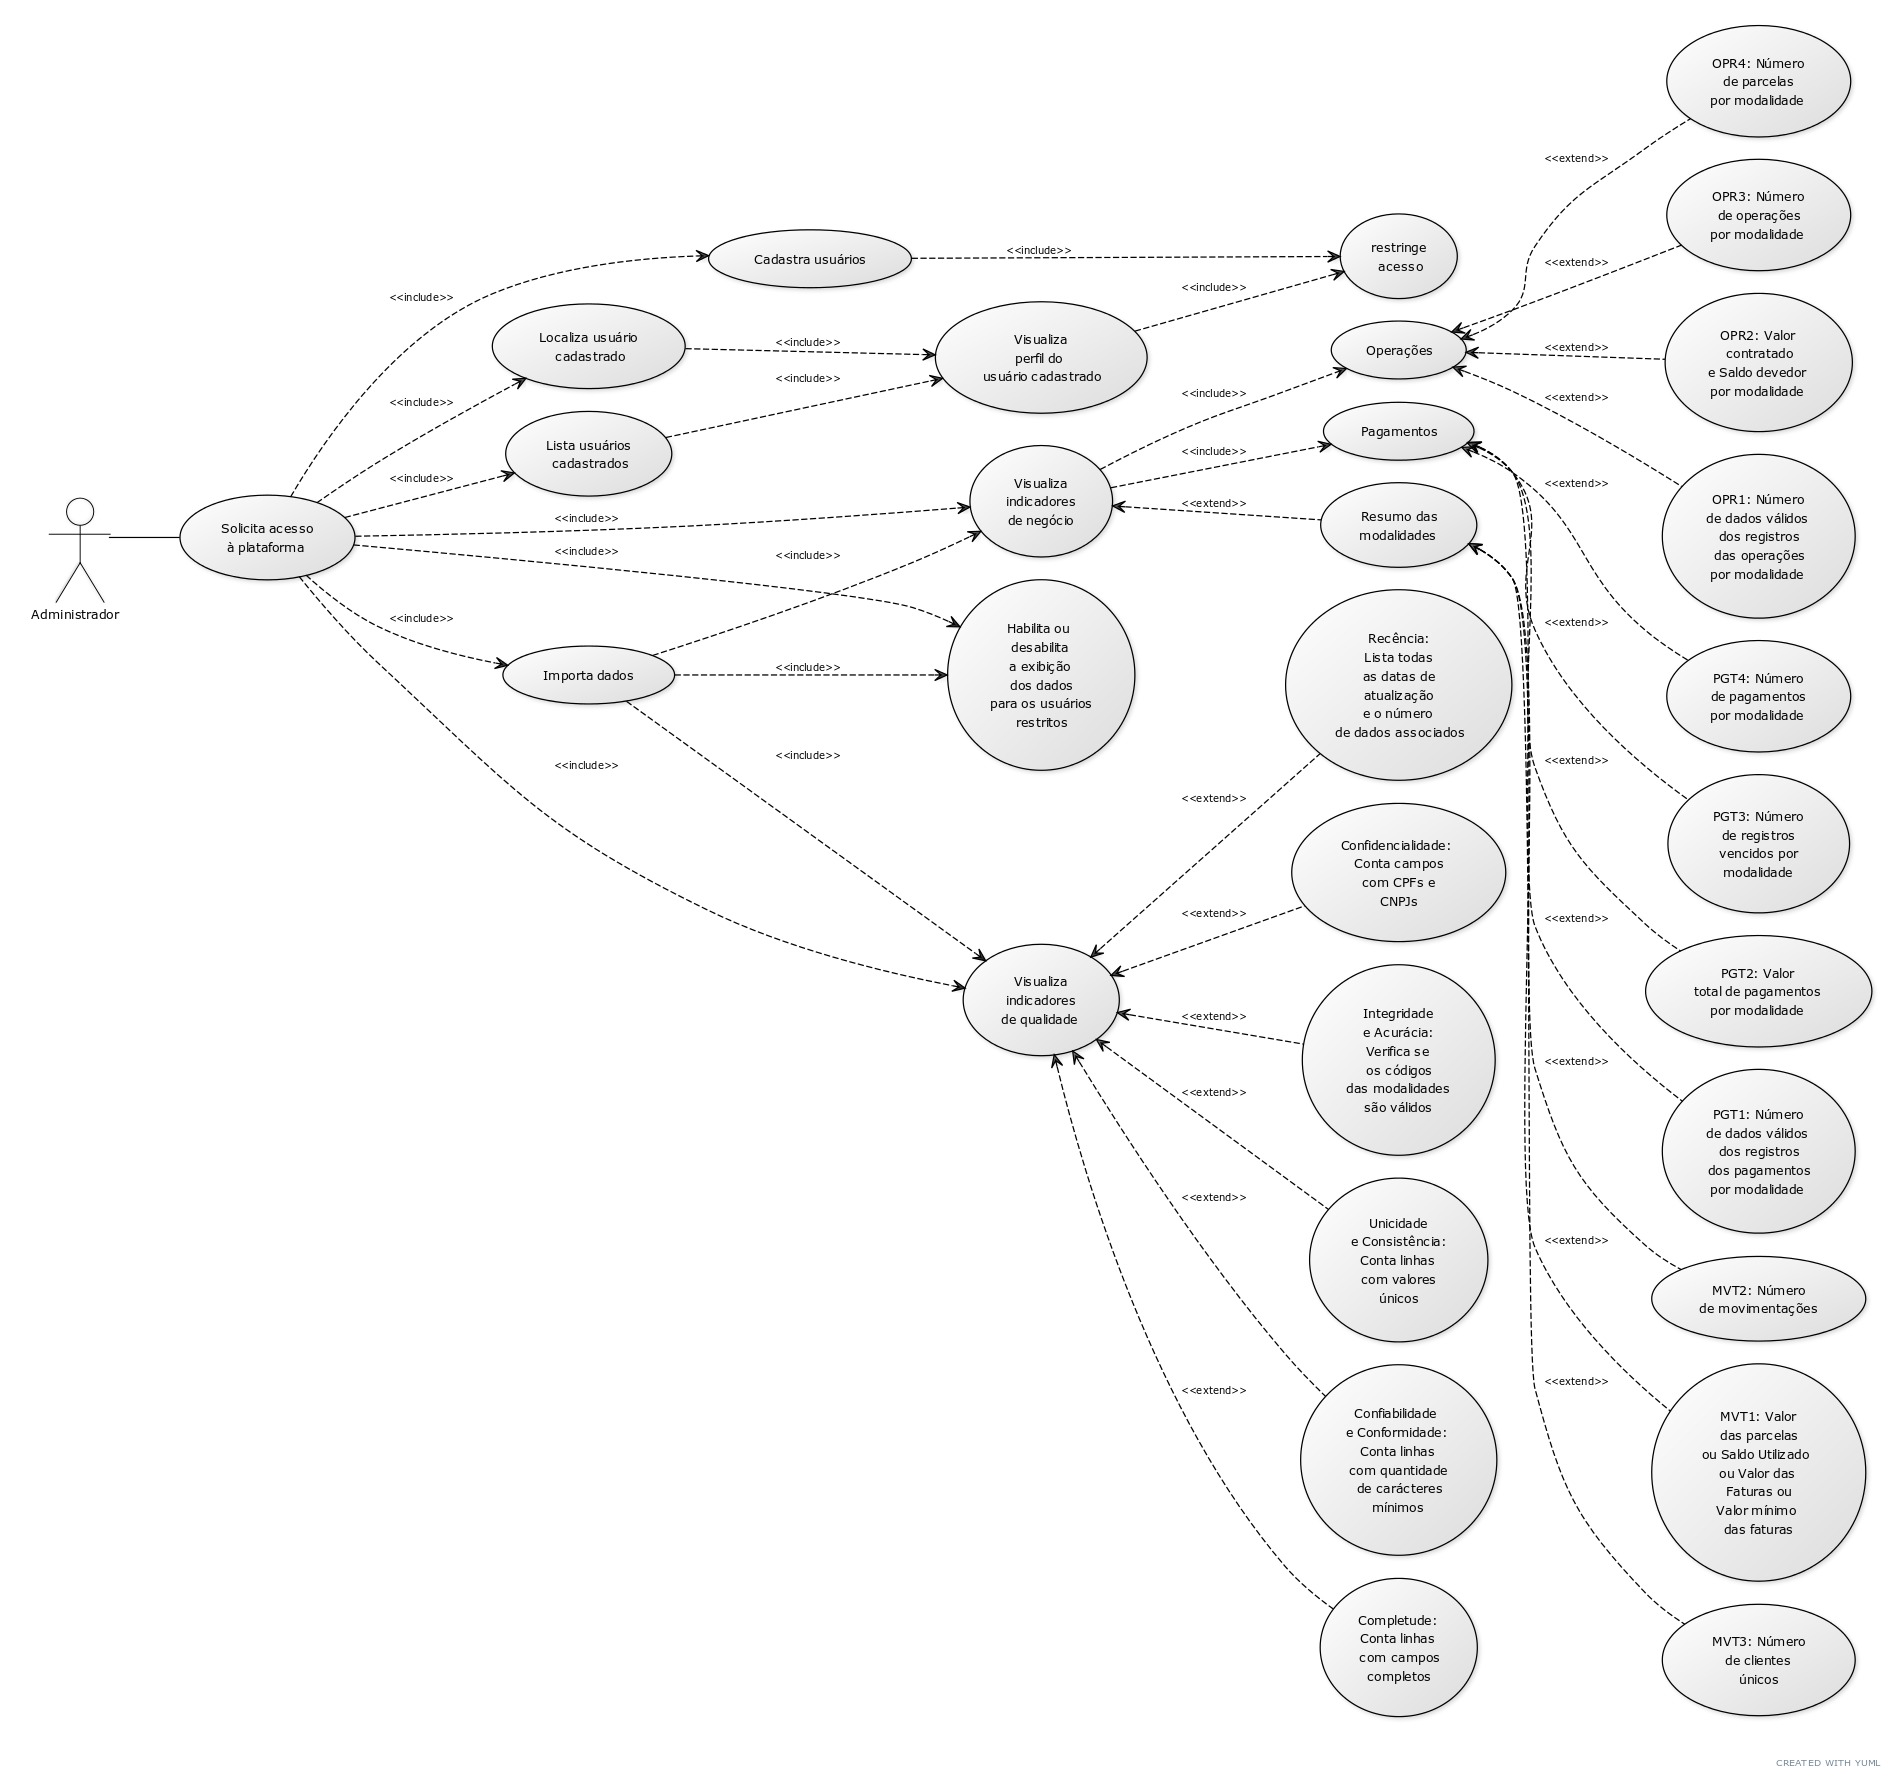 Administrador
Solicita acesso
à plataforma
<<include>>
<<include>>
<<include>>
<<include>>
<<include>>
<<include>>
<<include>>
Cadastra usuários
Localiza usuário
cadastrado
Lista usuários
cadastrados
Importa dados
<<include>>
<<include>>
<<include>>
<<include>>
<<include>>
<<include>>
Visualiza
perfil do
usuário cadastrado
Visualiza
indicadores
de negócio
Habilita ou
desabilita
a exibição
dos dados
para os usuários
restritos
Visualiza
indicadores
de qualidade
<<include>>
<<include>>
<<include>>
<<extend>>
<<extend>>
<<extend>>
<<extend>>
<<extend>>
<<extend>>
<<extend>>
restringe
acesso
Operações
Pagamentos
Resumo das
modalidades
Recência:
Lista todas
as datas de
atualização
e o número
de dados associados
Confidencialidade:
Conta campos
com CPFs e
CNPJs
Integridade
e Acurácia:
Verifica se
os códigos
das modalidades
são válidos
Unicidade
e Consistência:
Conta linhas
com valores
únicos
Confiabilidade
e Conformidade:
Conta linhas
com quantidade
de carácteres
mínimos
Completude:
Conta linhas
com campos
completos
<<extend>>
<<extend>>
<<extend>>
<<extend>>
<<extend>>
<<extend>>
<<extend>>
<<extend>>
<<extend>>
<<extend>>
<<extend>>
OPR4: Número
de parcelas
por modalidade
OPR3: Número
de operações
por modalidade
OPR2: Valor
contratado
e Saldo devedor
por modalidade
OPR1: Número
de dados válidos
dos registros
das operações
por modalidade
PGT4: Número
de pagamentos
por modalidade
PGT3: Número
de registros
vencidos por
modalidade
PGT2: Valor
total de pagamentos
por modalidade
PGT1: Número
de dados válidos
dos registros
dos pagamentos
por modalidade
MVT2: Número
de movimentações
MVT1: Valor
das parcelas
ou Saldo Utilizado
ou Valor das
Faturas ou
Valor mínimo
das faturas
MVT3: Número
de clientes
únicos
CREATED WITH YUML